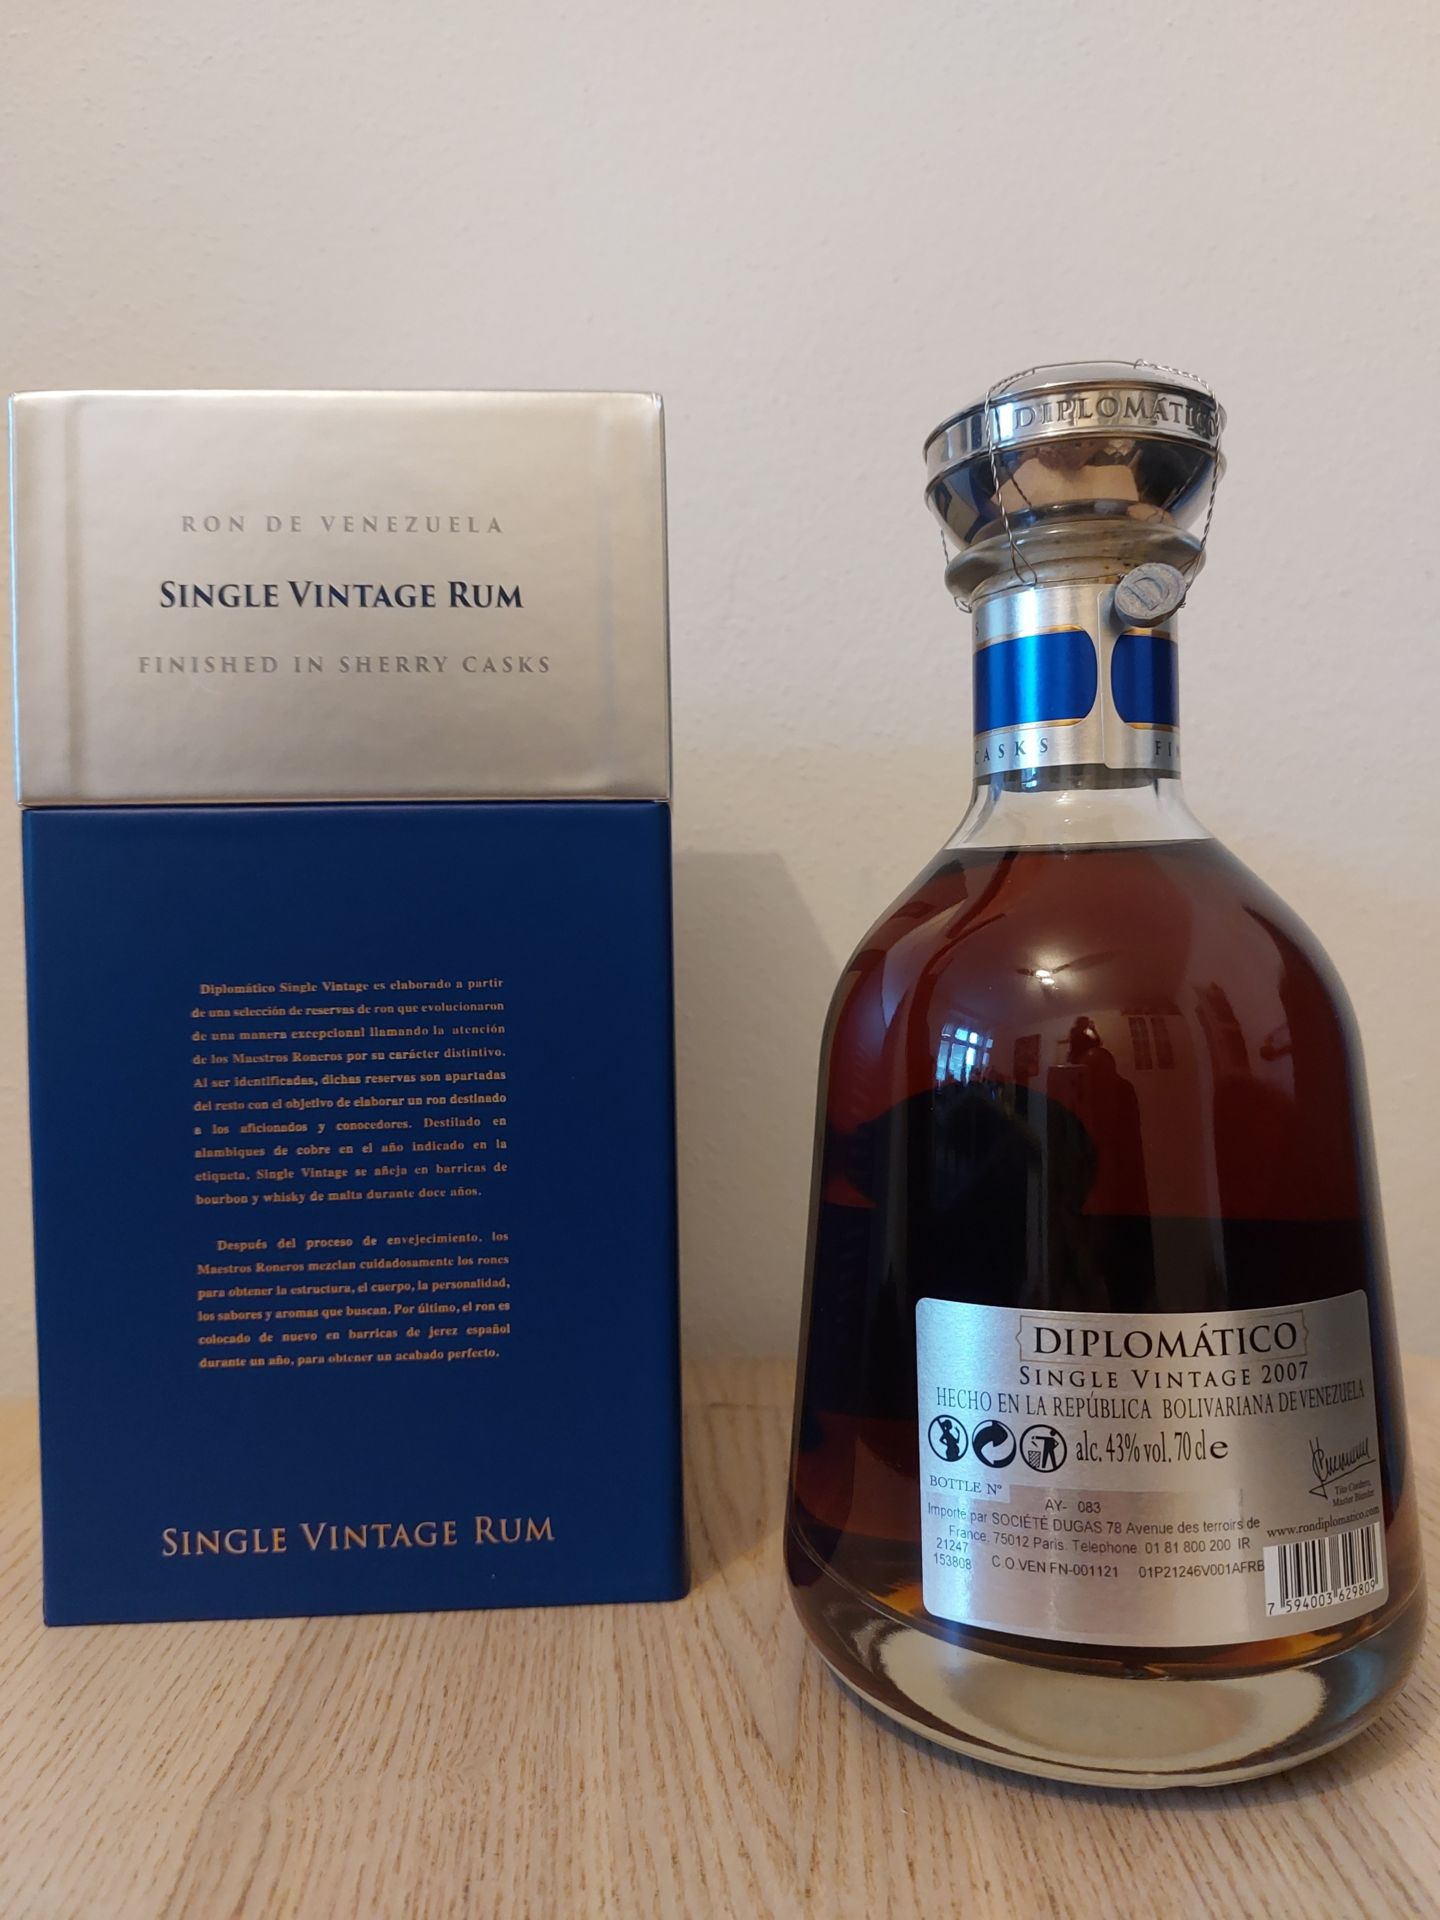 RON DE VENEZUELA
SINGLE VINTAGE RUM
FINISHED IN SHERRY CASKS
Diplomático Single Vintage es elaborado a partir
de una selección de reservas de ron que evolucionaron
de una manera excepcional llamando la atención
de los Maestros Roneros por su carácter distintivo.
Al ser identificadas, dichas reservas son apartadas
del resto con el objetivo de elaborar un ron destinado
a los aficionados y conocedores. Destilado en
alambiques de cobre en el año indicado en la
etiqueta, Single Vintage se añeja en barricas de
bourbon y whisky de malta durante doce años.
Después del proceso de envejecimiento, los
Maestros Roneros mezclan cuidadosamente los rones
para obtener la estructura, el cuerpo, la personalidad,
los sabores y aromas que buscan. Por último, el ron es
colocado de nuevo en barricas de jerez español
durante un año, para obtener un acabado perfecto.
SINGLE VINTAGE RUM
DIPLOMÁTICO
D
S
CASKS FIN
DIPLOMÁTICO
SINGLE VINTAGE 2007
HECHO EN LA REPÚBLICA BOLIVARIANA DE VENEZUELA
alc. 43% vol. 70 cl e
Tito Cordero,
Master Blender
BOTTLE Nº
AY- 083
Importé par SOCIÉTÉ DUGAS 78 Avenue des terroirs de
France, 75012 Paris. Telephone: 01 81 800 200 IR
www.rondiplomatico.com
21247
153808 C.O.VEN FN-001121 01P21246V001AFRB
7 594003 629809